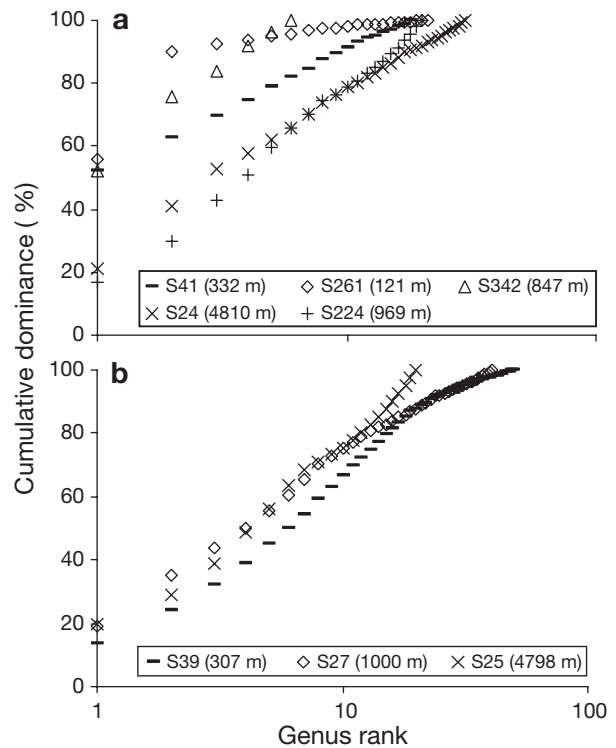 a
100
80
60
40
20
0
S41 (332 m) S261 (121 m) S342 (847 m)
S24 (4810 m) S224 (969 m)
Cumulative dominance ( %)
b
100
80
60
40
20
0
S39 (307 m) S27 (1000 m) S25 (4798 m)
1 10 100
Genus rank